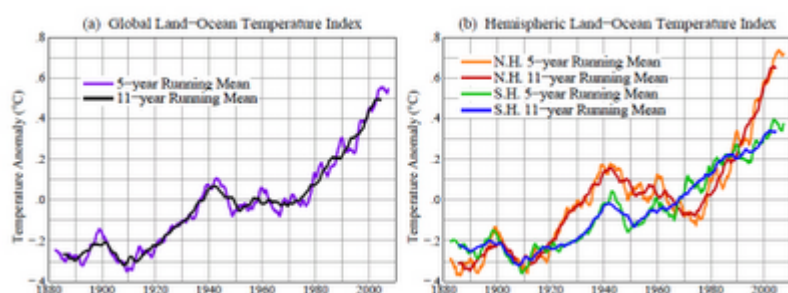 (a) Global Land-Ocean Temperature Index
.8
.6
.4
.2
.0
-.2
-.4
Temperature Anomaly (°C)
5-year Running Mean
11-year Running Mean
1880 1900 1920 1940 1960 1980 2000
(b) Hemispheric Land-Ocean Temperature Index
.8
.6
.4
.2
.0
-.2
-.4
Temperature Anomaly (°C)
N.H. 5-year Running Mean
N.H. 11-year Running Mean
S.H. 5-year Running Mean
S.H. 11-year Running Mean
1880 1900 1920 1940 1960 1980 2000